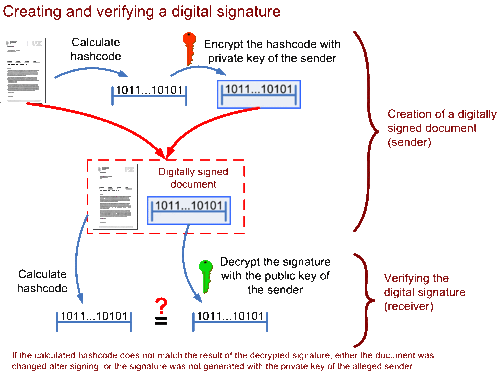 Creating and verifying a digital signature
Calculate
hashcode
Encrypt the hashcode with
private key of the sender
1011...10101
1011...10101
Creation of a digitally
signed document
(sender)
Digitally signed
document
1011...10101
Calculate
hashcode
Decrypt the signature
with the public key of
the sender
Verifying the
digital signature
(receiver)
?
=
1011...10101
1011...10101
If the calculated hashcode does not match the result of the decrypted signature, either the document was
changed after signing, or the signature was not generated with the private key of the alleged sender